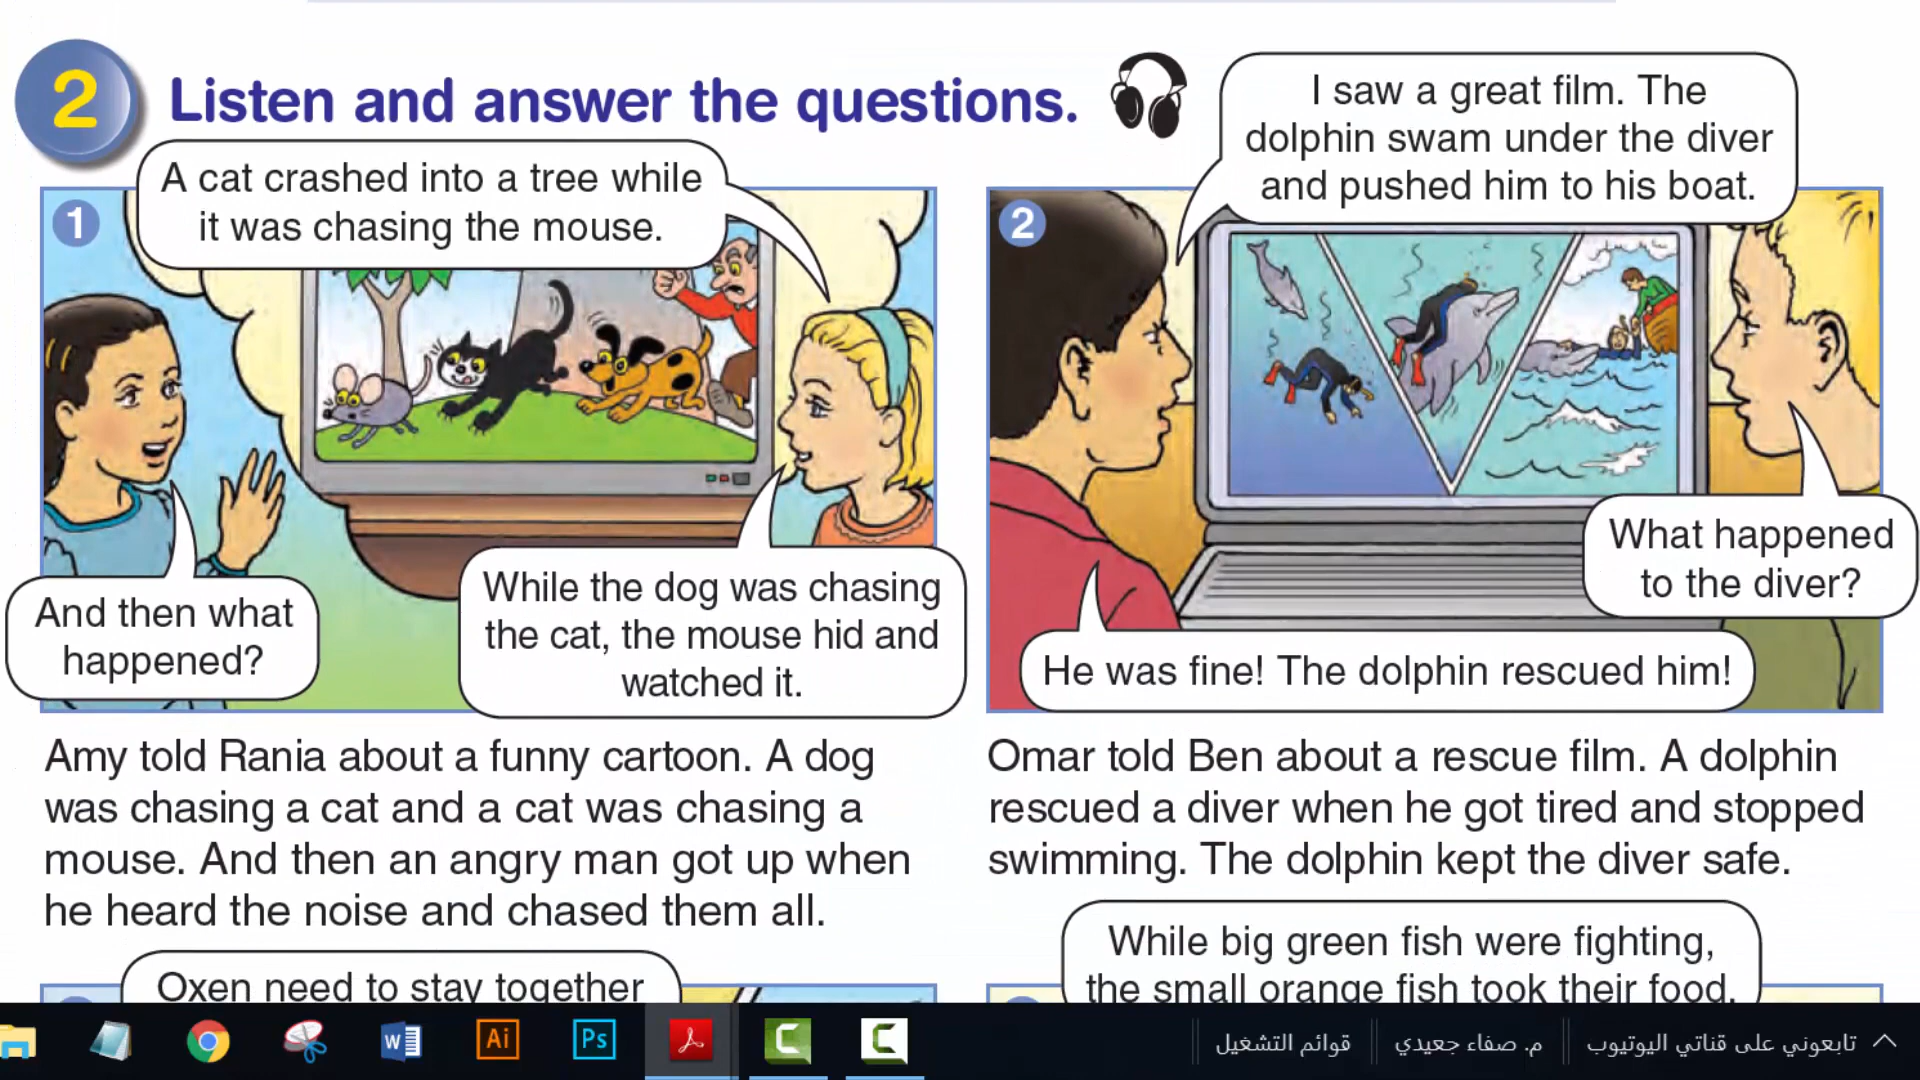 2 Listen and answer the questions.
1
A cat crashed into a tree while
it was chasing the mouse.
And then what
happened?
While the dog was chasing
the cat, the mouse hid and
watched it.
Amy told Rania about a funny cartoon. A dog
was chasing a cat and a cat was chasing a
mouse. And then an angry man got up when
he heard the noise and chased them all.
2
I saw a great film. The
dolphin swam under the diver
and pushed him to his boat.
What happened
to the diver?
He was fine! The dolphin rescued him!
Omar told Ben about a rescue film. A dolphin
rescued a diver when he got tired and stopped
swimming. The dolphin kept the diver safe.
Oxen need to stay together
While big green fish were fighting,
the small orange fish took their food.
W
Ai
Ps
C
C
قوائم التشغيل
م. صفاء جعيدي
تابعوني على قناتي اليوتيوب